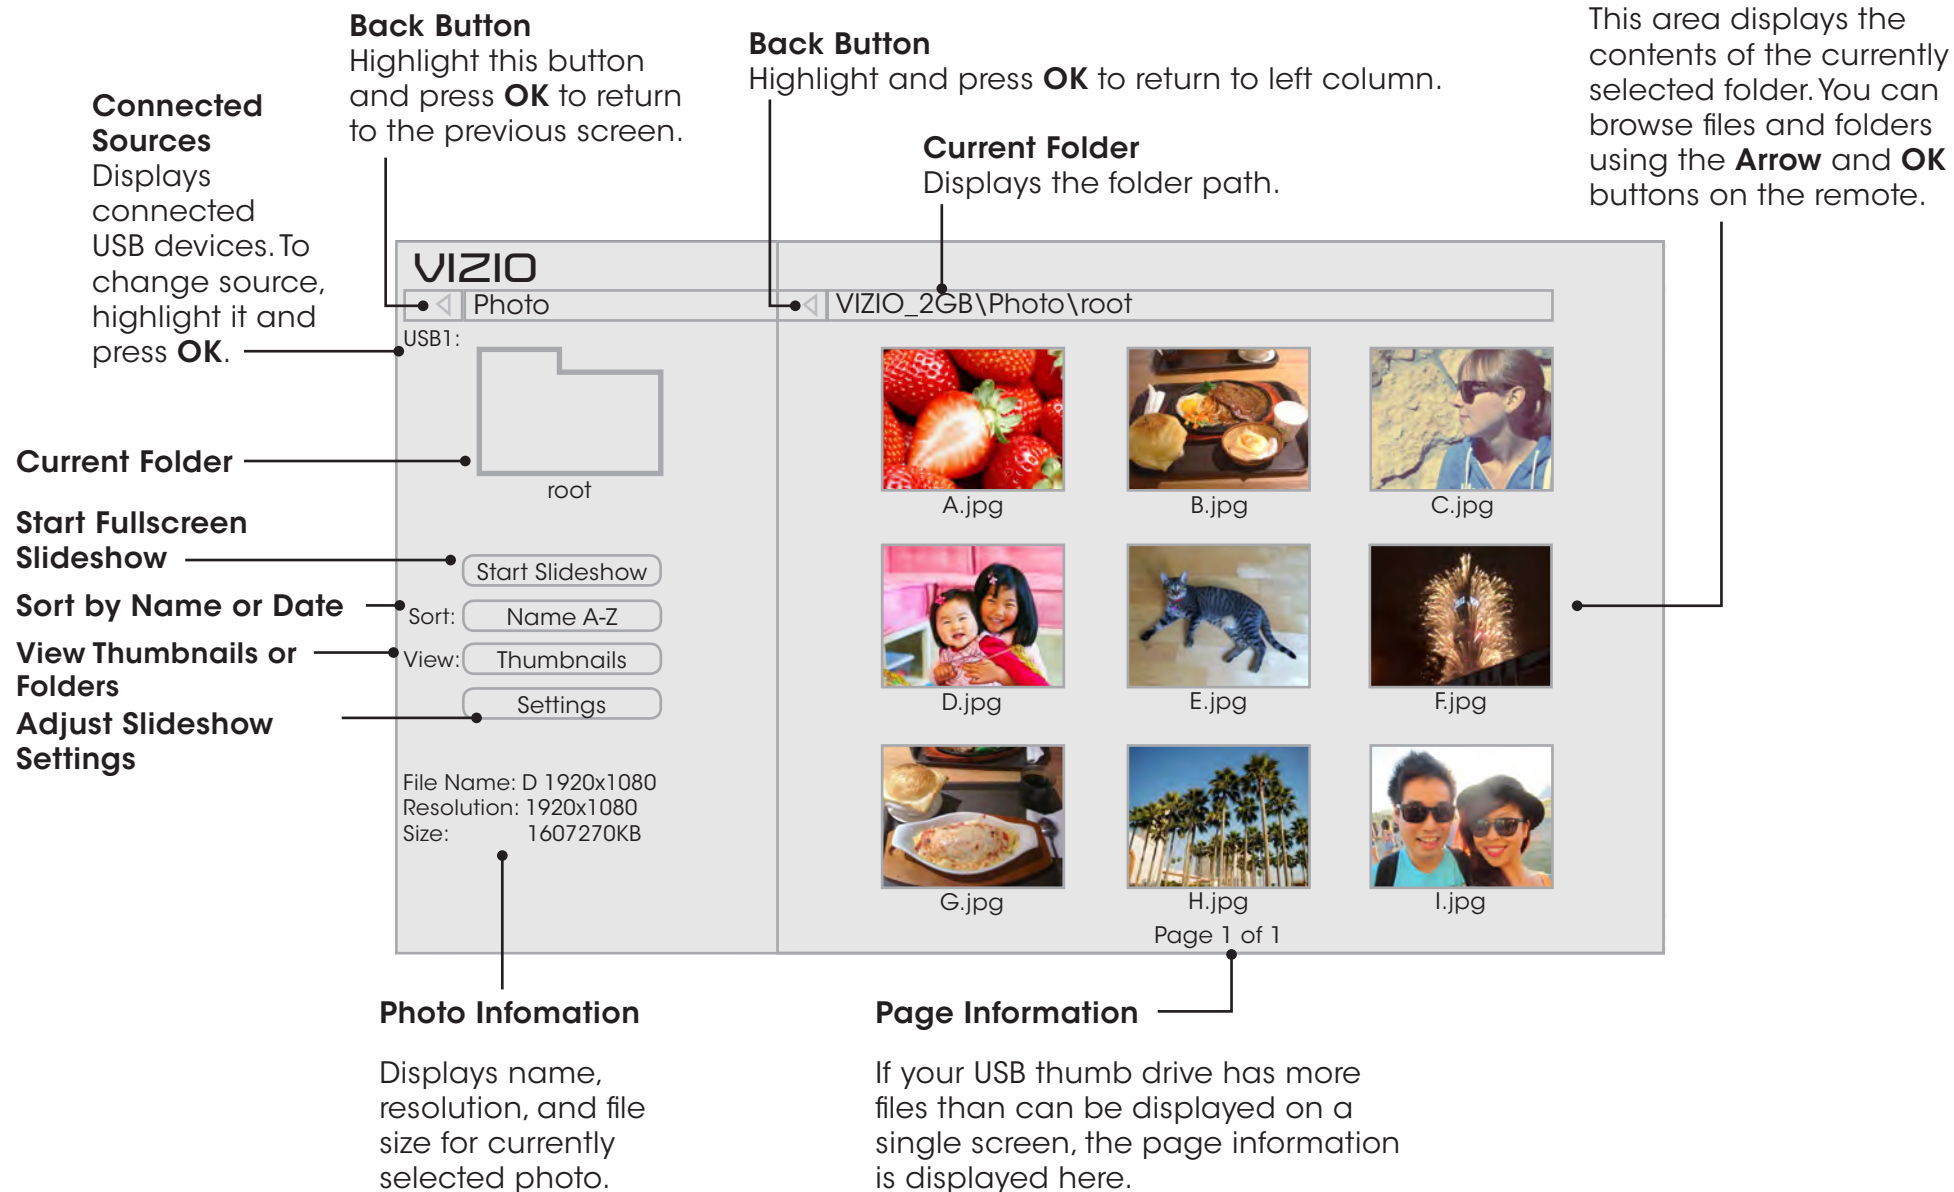 Back Button
Highlight this button
and press OK to return
to the previous screen.
Back Button
Highlight and press OK to return to left column.
This area displays the
contents of the currently
selected folder. You can
browse files and folders
using the Arrow and OK
buttons on the remote.
Connected
Sources
Displays
connected
USB devices. To
change source,
highlight it and
press OK.
Current Folder
Displays the folder path.
VIZIO
Photo
VIZIO_2GB\Photo\root
USB1:
root
Current Folder
Start Fullscreen
Slideshow
Sort by Name or Date
View Thumbnails or
Folders
Adjust Slideshow
Settings
Start Slideshow
Sort: Name A-Z
View: Thumbnails
Settings
File Name: D 1920x1080
Resolution: 1920x1080
Size: 1607270KB
A.jpg
B.jpg
C.jpg
D.jpg
E.jpg
F.jpg
G.jpg
H.jpg
I.jpg
Page 1 of 1
Photo Infomation
Displays name,
resolution, and file
size for currently
selected photo.
Page Information
If your USB thumb drive has more
files than can be displayed on a
single screen, the page information
is displayed here.